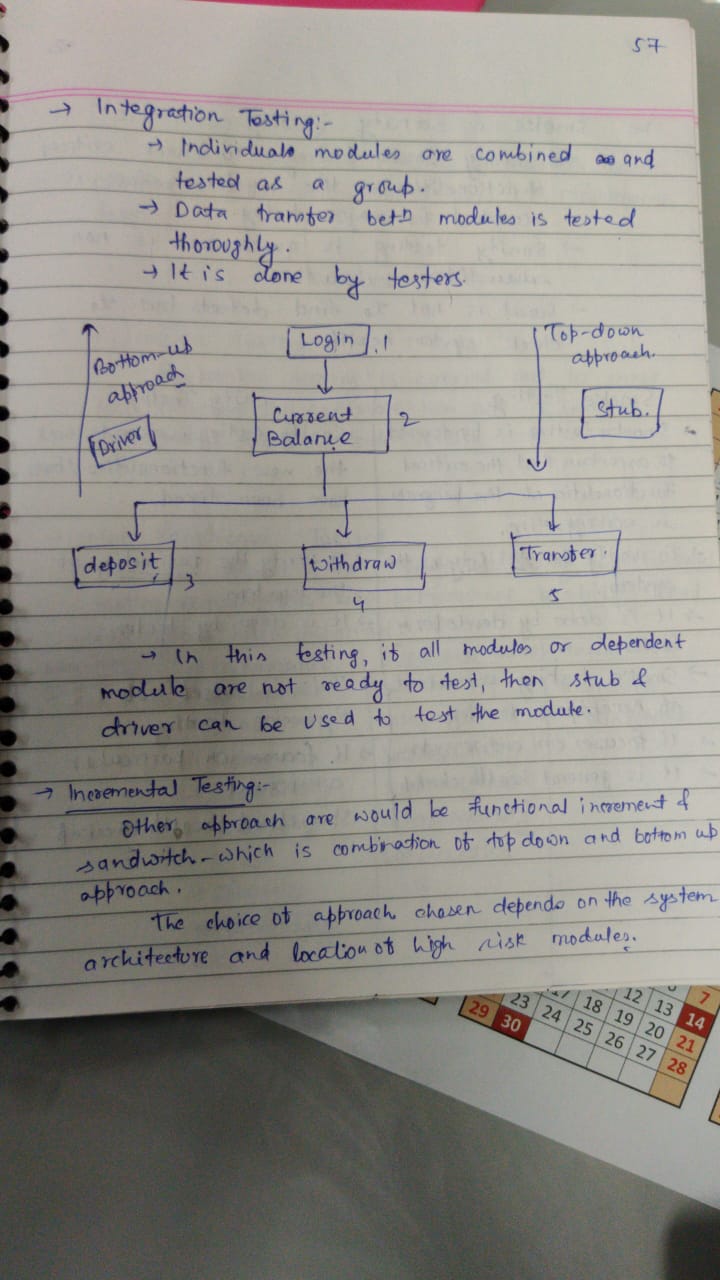 57
→ Integration Testing:-
→ Individuals modules are combined and
tested as a group.
→ Data transfer betn modules is tested
thoroughly.
→ It is done by testers.
Bottom-up
approach
Driver
Login .1
Current
Balance 2
Top-down
approach.
Stub.
deposit 3
Withdraw
4
Transfer.
5
→ In this testing, if all modules or dependent
module are not ready to test, then stub &
driver can be used to test the module.
→ Incremental Testing:-
Other approach are would be functional increment &
sandwitch - which is combination of top down and bottom up
approach.
The choice of approach chosen depends on the system
architecture and location of high risk modules.
7
12 13 14
17 18 19 20 21
23 24 25 26 27 28
29 30